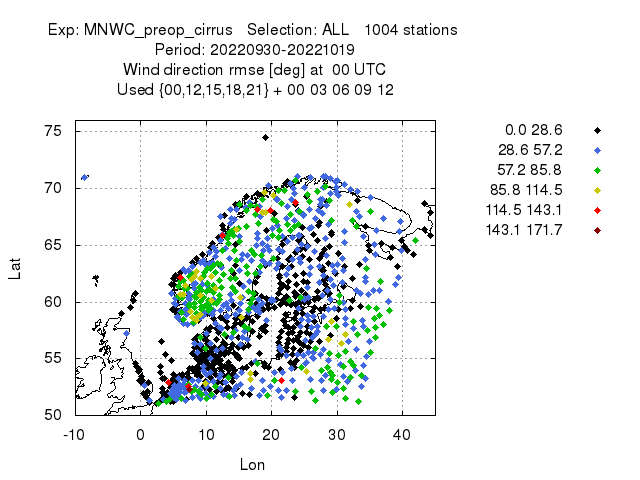 Exp: MNWC_preop_cirrus   Selection: ALL   1004 stations
Period: 20220930-20221019
Wind direction rmse [deg] at  00 UTC
Used {00,12,15,18,21} + 00 03 06 09 12
75
70
65
60
55
50
Lat
-10 0 10 20 30 40
Lon
0.0 28.6
28.6 57.2
57.2 85.8
85.8 114.5
114.5 143.1
143.1 171.7